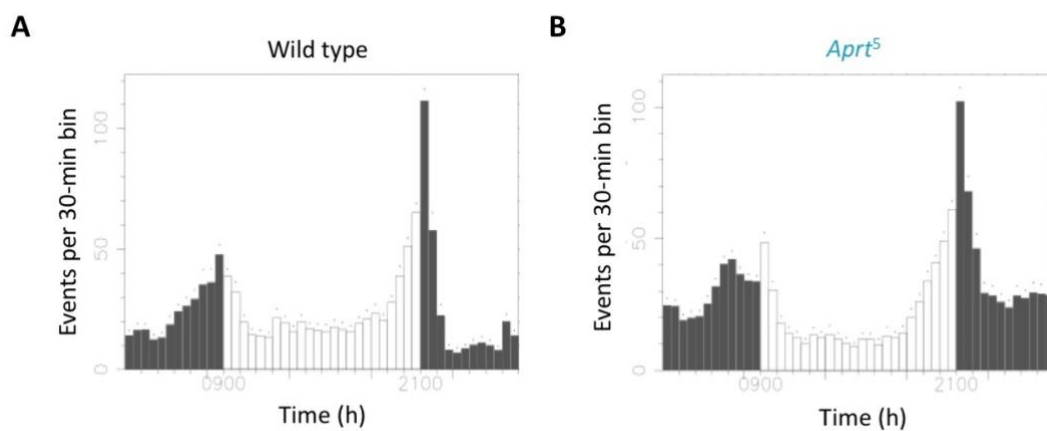 A
Wild type
Events per 30-min bin
100
50
0
0900
2100
Time (h)
B
Aprt⁵
Events per 30-min bin
100
50
0
0900
2100
Time (h)